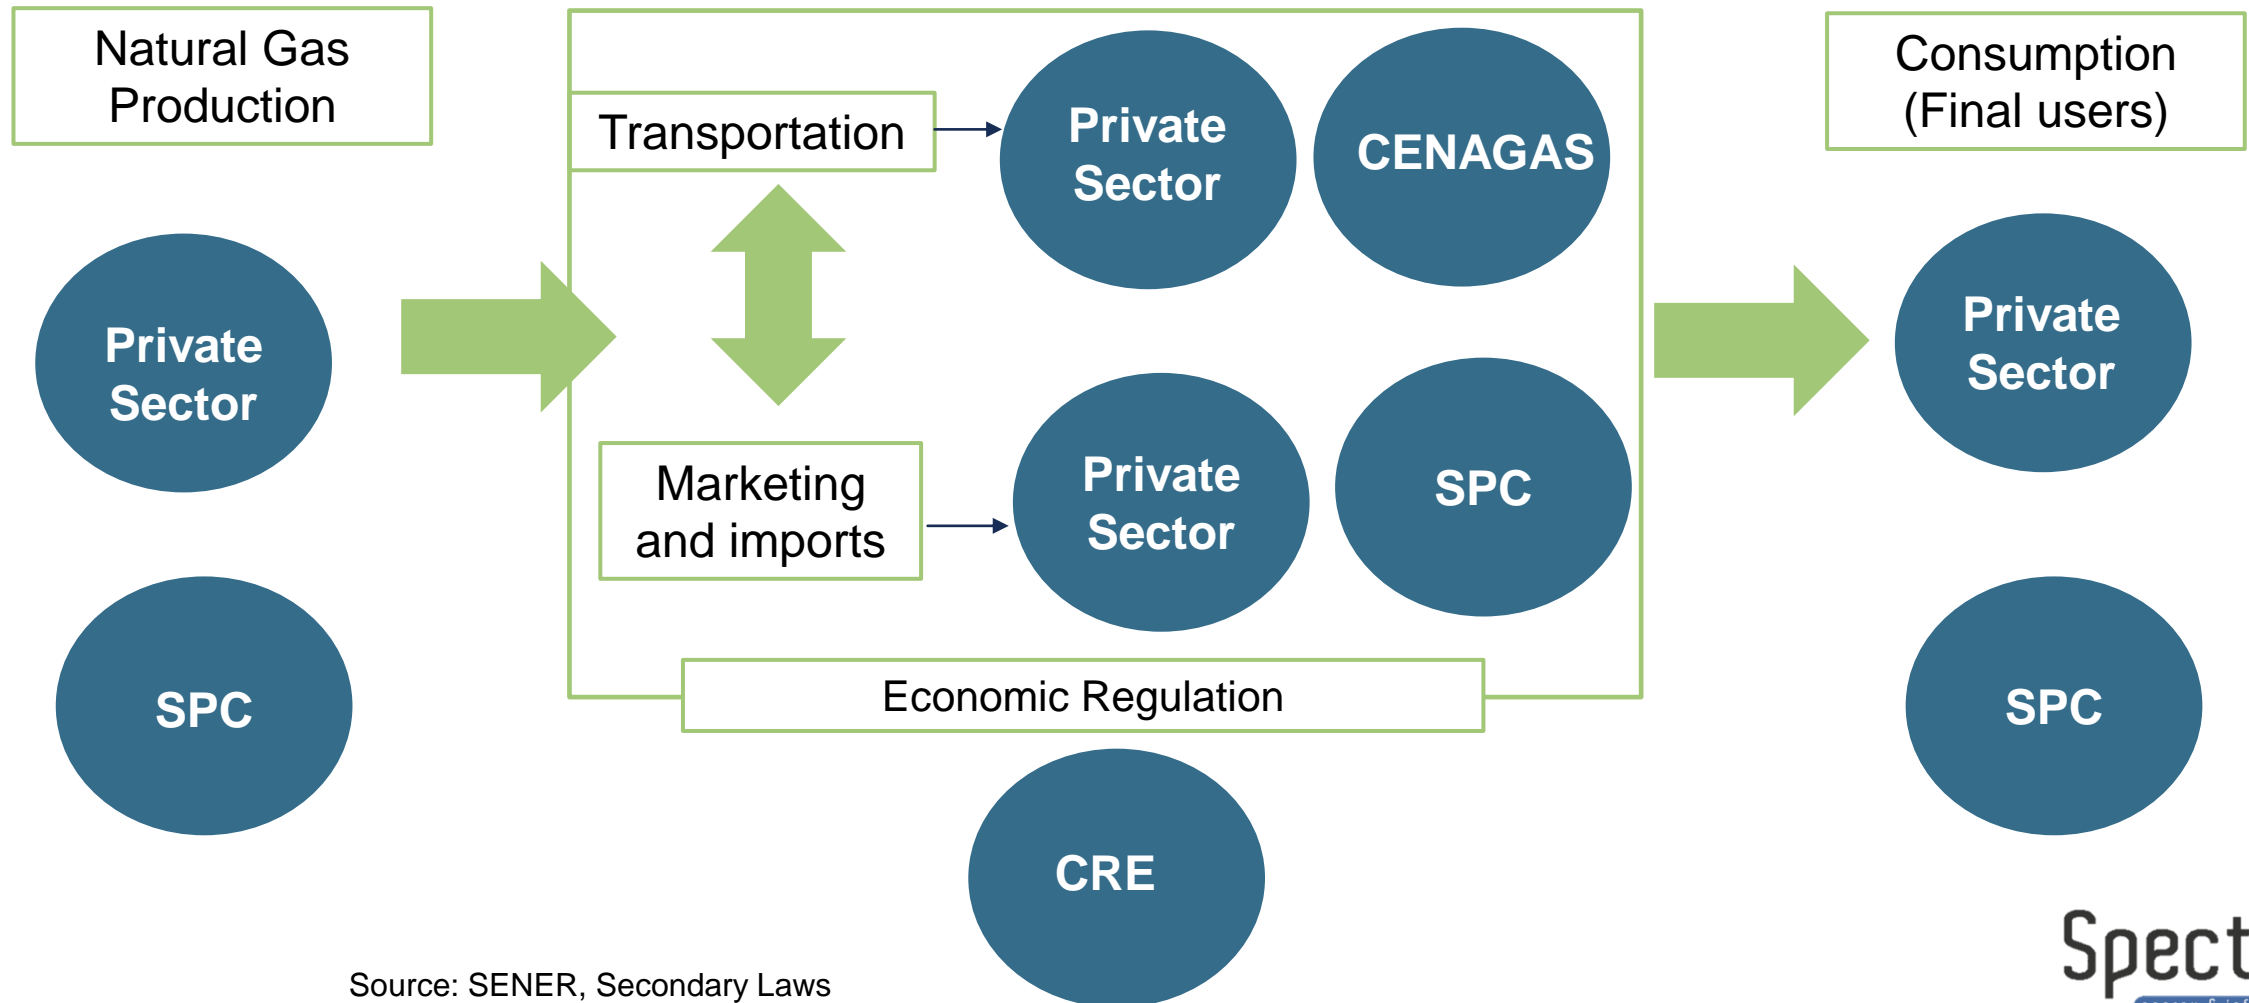 Natural Gas
Production
Private
Sector
SPC
Transportation
Private
Sector
CENAGAS
Marketing
and imports
Private
Sector
SPC
Economic Regulation
CRE
Consumption
(Final users)
Private
Sector
SPC
Source: SENER, Secondary Laws
Spect